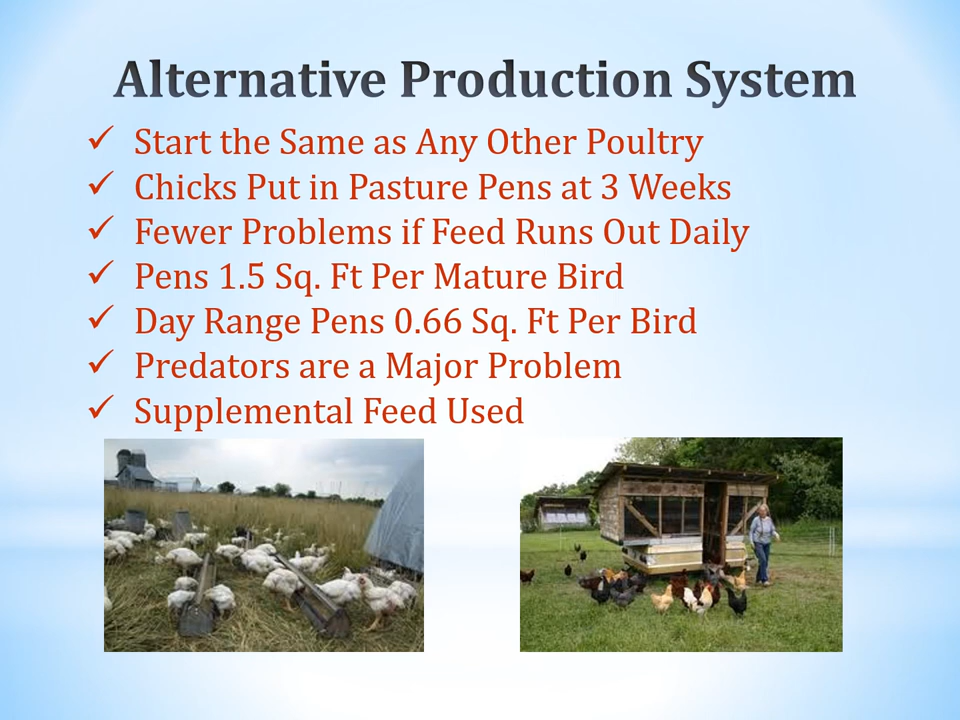 Alternative Production System
✓ Start the Same as Any Other Poultry
✓ Chicks Put in Pasture Pens at 3 Weeks
✓ Fewer Problems if Feed Runs Out Daily
✓ Pens 1.5 Sq. Ft Per Mature Bird
✓ Day Range Pens 0.66 Sq. Ft Per Bird
✓ Predators are a Major Problem
✓ Supplemental Feed Used